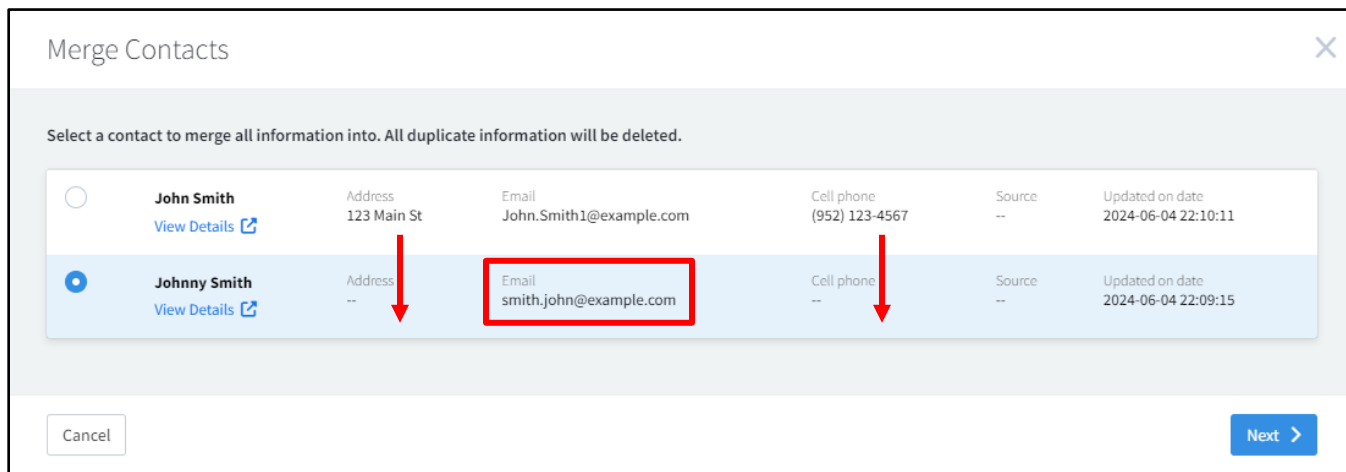 Merge Contacts
Select a contact to merge all information into. All duplicate information will be deleted.
John Smith Address Email Cell phone Source Updated on date
View Details 123 Main St John.Smith1@example.com (952) 123-4567 -- 2024-06-04 22:10:11
Johnny Smith Address Email Cell phone Source Updated on date
View Details -- smith.john@example.com -- -- 2024-06-04 22:09:15
Cancel Next